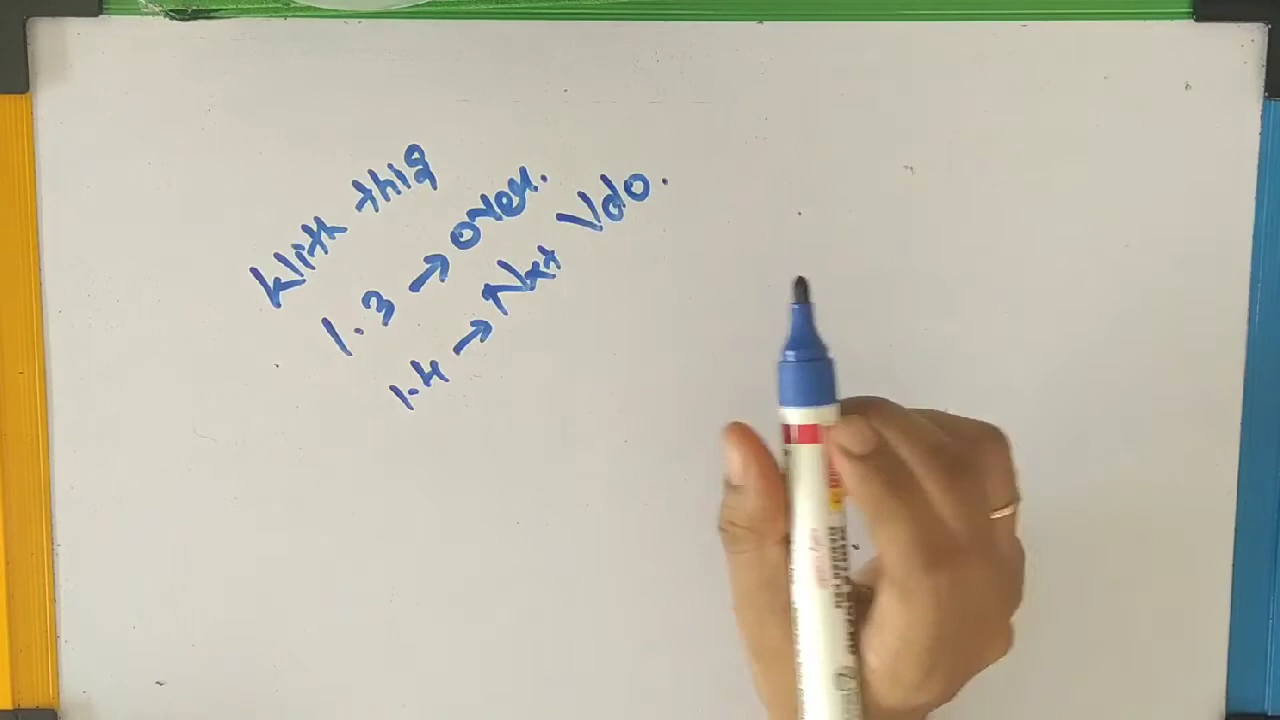 With this
1.3 → over.
1.4 → Nxt Vdo.